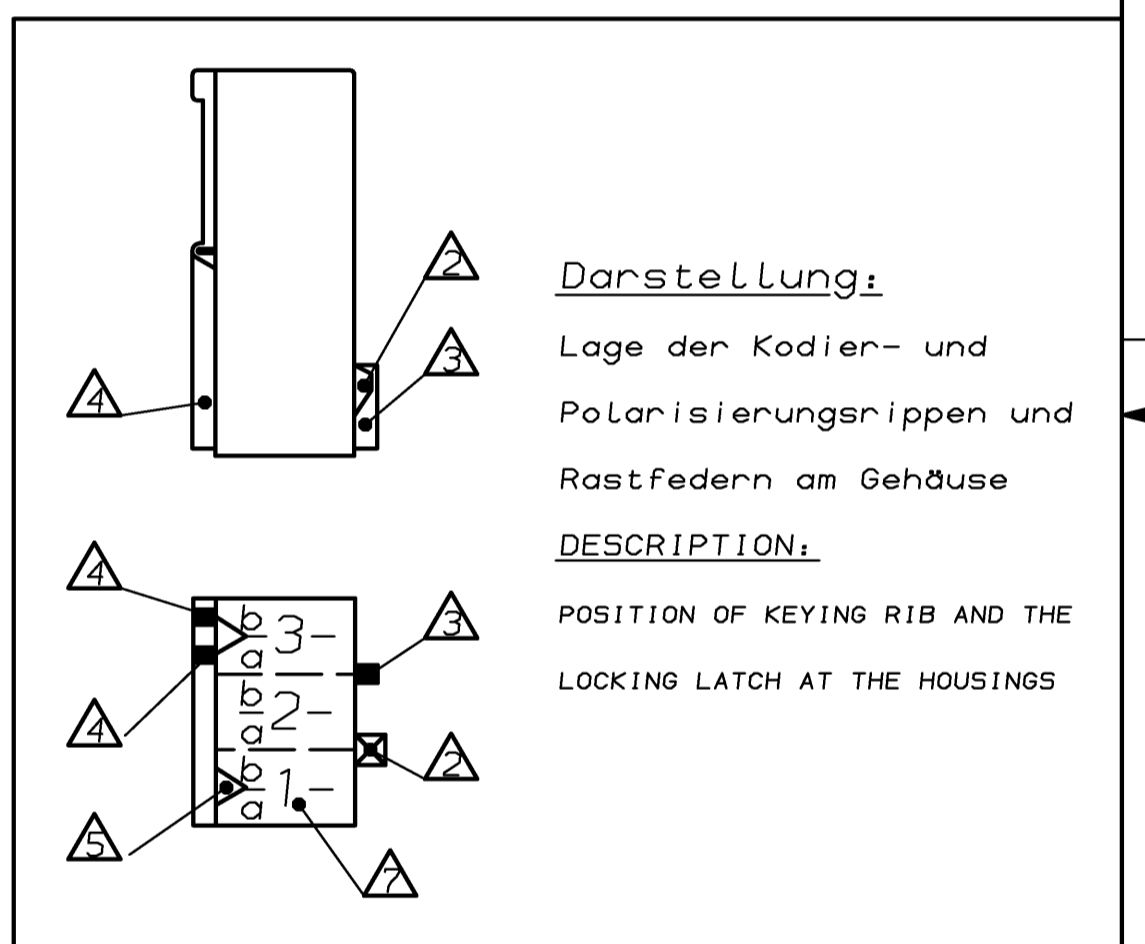 2
3
4
Darstellung:
Lage der Kodier- und
Polarisierungsrippen und
Rastfedern am Gehäuse
DESCRIPTION:
POSITION OF KEYING RIB AND THE
LOCKING LATCH AT THE HOUSINGS
4
3
b
3-
a
4
b
2-
a
2
b
1-
a
5
7